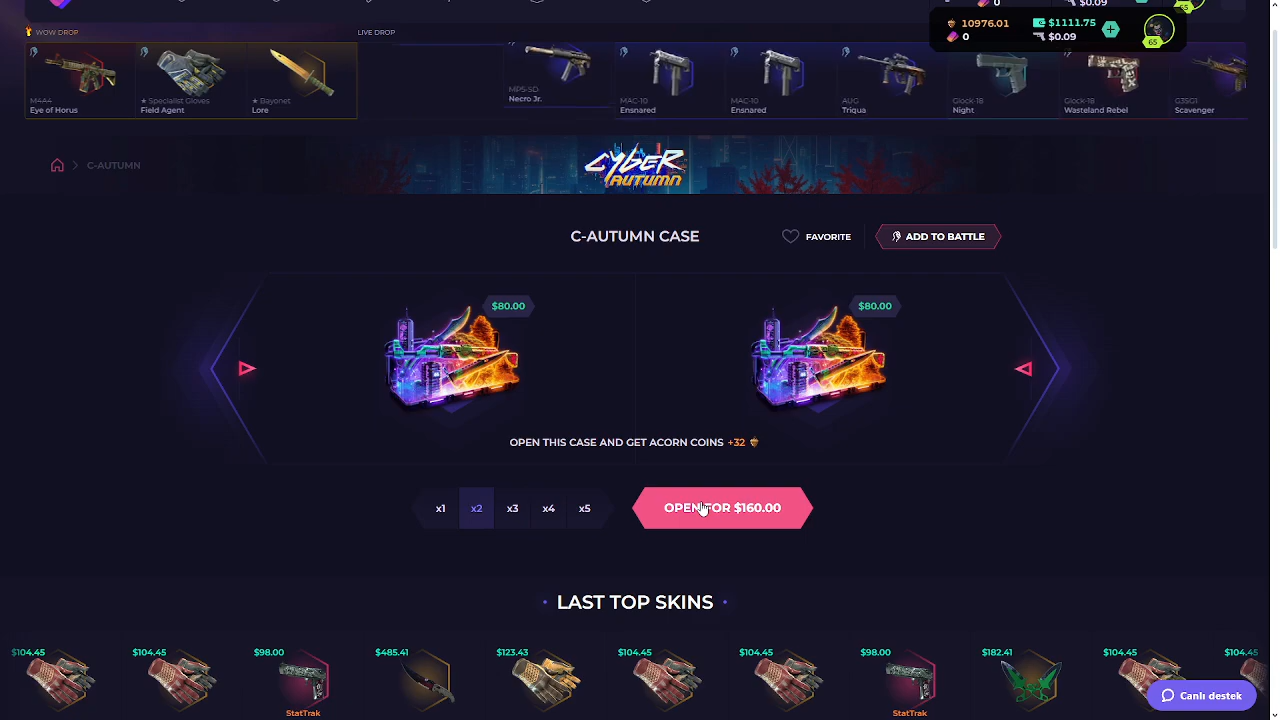 10976.01
$1111.75
0
$0.09
65
WOW DROP
LIVE DROP
M4A4
Eye of Horus
★ Specialist Gloves
Field Agent
★ Bayonet
Lore
MP5-SD
Necro Jr.
MAC-10
Ensnared
MAC-10
Ensnared
AUG
Triqua
Glock-18
Night
Glock-18
Wasteland Rebel
G3SG1
Scavenger
C-AUTUMN
CYBER
AUTUMN
C-AUTUMN CASE
FAVORITE
ADD TO BATTLE
$80.00
$80.00
OPEN THIS CASE AND GET ACORN COINS +32
x1
x2
x3
x4
x5
OPEN FOR $160.00
LAST TOP SKINS
$104.45
$104.45
$98.00
$485.41
$123.43
$104.45
$104.45
$98.00
$182.41
$104.45
$104.45
StatTrak
StatTrak
Canlı destek